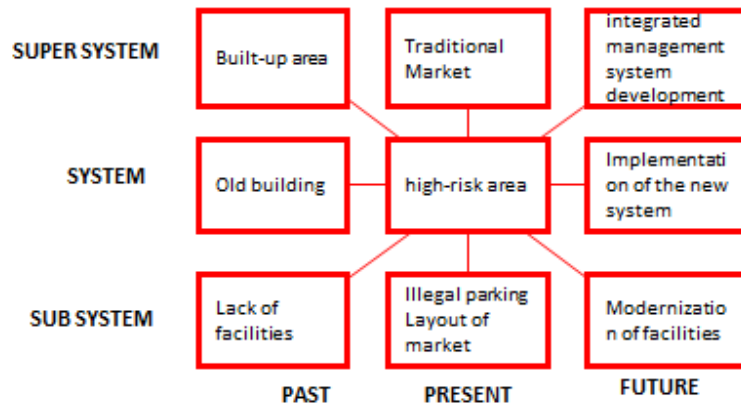 SUPER SYSTEM
Built-up area
Traditional
Market
integrated
management
system
development
SYSTEM
Old building
high-risk area
Implementati
on of the new
system
SUB SYSTEM
Lack of
facilities
Illegal parking
Layout of
market
Modernizatio
n of facilities
PAST
PRESENT
FUTURE